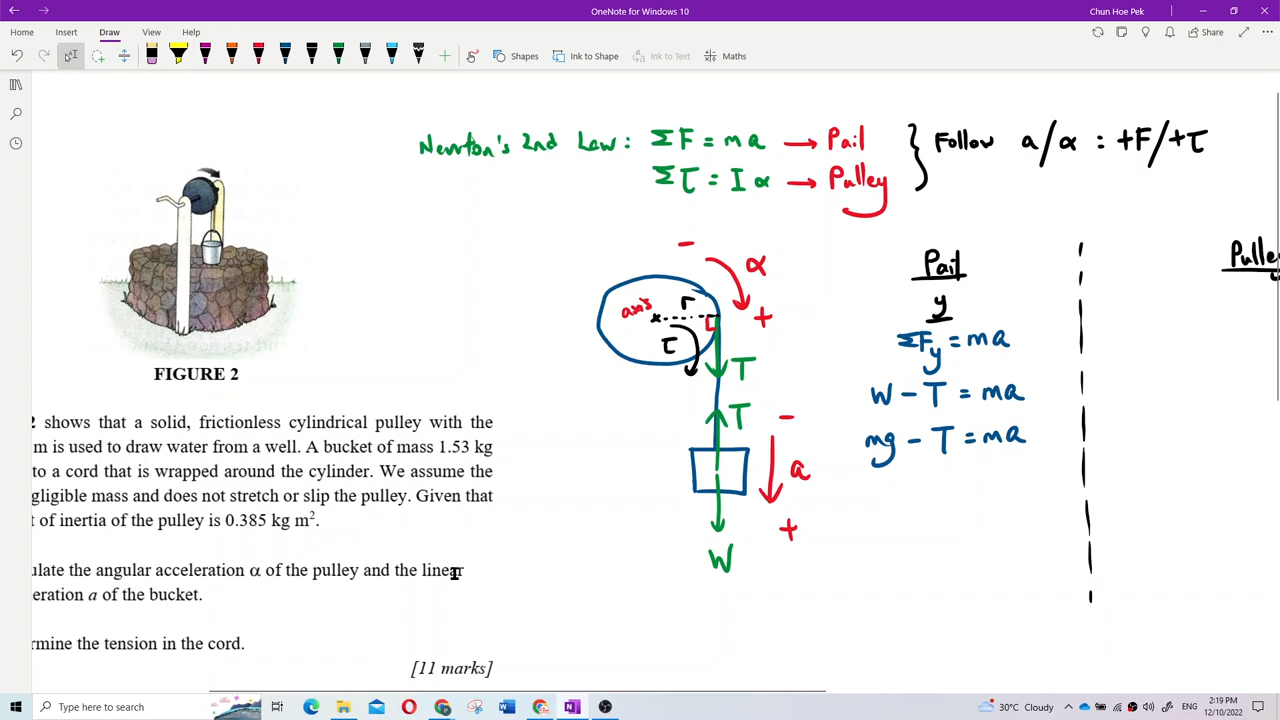 OneNote for Windows 10
Chun Hoe Pek
Home Insert Draw View Help
Share
Shapes Ink to Shape Ink to Text Maths
Newton's 2nd Law: ΣF = ma → Pail
Στ = Iα → Pulley
Follow a/α : +F/+τ
- α
axis r
τ +
T
T -
a
+
W
Pail
y
ΣFy = ma
W - T = ma
mg - T = ma
Pulle
FIGURE 2
2 shows that a solid, frictionless cylindrical pulley with the
m is used to draw water from a well. A bucket of mass 1.53 kg
to a cord that is wrapped around the cylinder. We assume the
gligible mass and does not stretch or slip the pulley. Given that
t of inertia of the pulley is 0.385 kg m².
ulate the angular acceleration α of the pulley and the linear
eration a of the bucket.
rmine the tension in the cord.
[11 marks]
Type here to search
30°C Cloudy
2:19 PM
12/10/2022